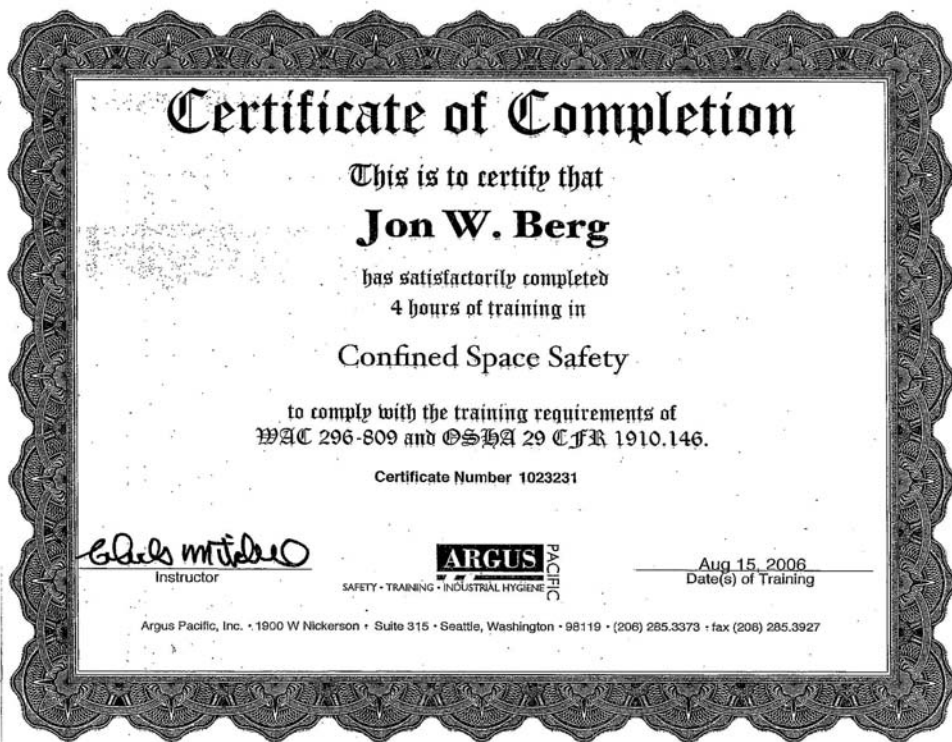 Certificate of Completion
This is to certify that
Jon W. Berg
has satisfactorily completed
4 hours of training in
Confined Space Safety
to comply with the training requirements of
WAC 296-809 and OSHA 29 CFR 1910.146.
Certificate Number 1023231
Instructor
ARGUS PACIFIC
SAFETY • TRAINING • INDUSTRIAL HYGIENE
Aug 15, 2006
Date(s) of Training
Argus Pacific, Inc. • 1900 W Nickerson • Suite 315 • Seattle, Washington • 98119 • (206) 285.3373 • fax (206) 285.3927